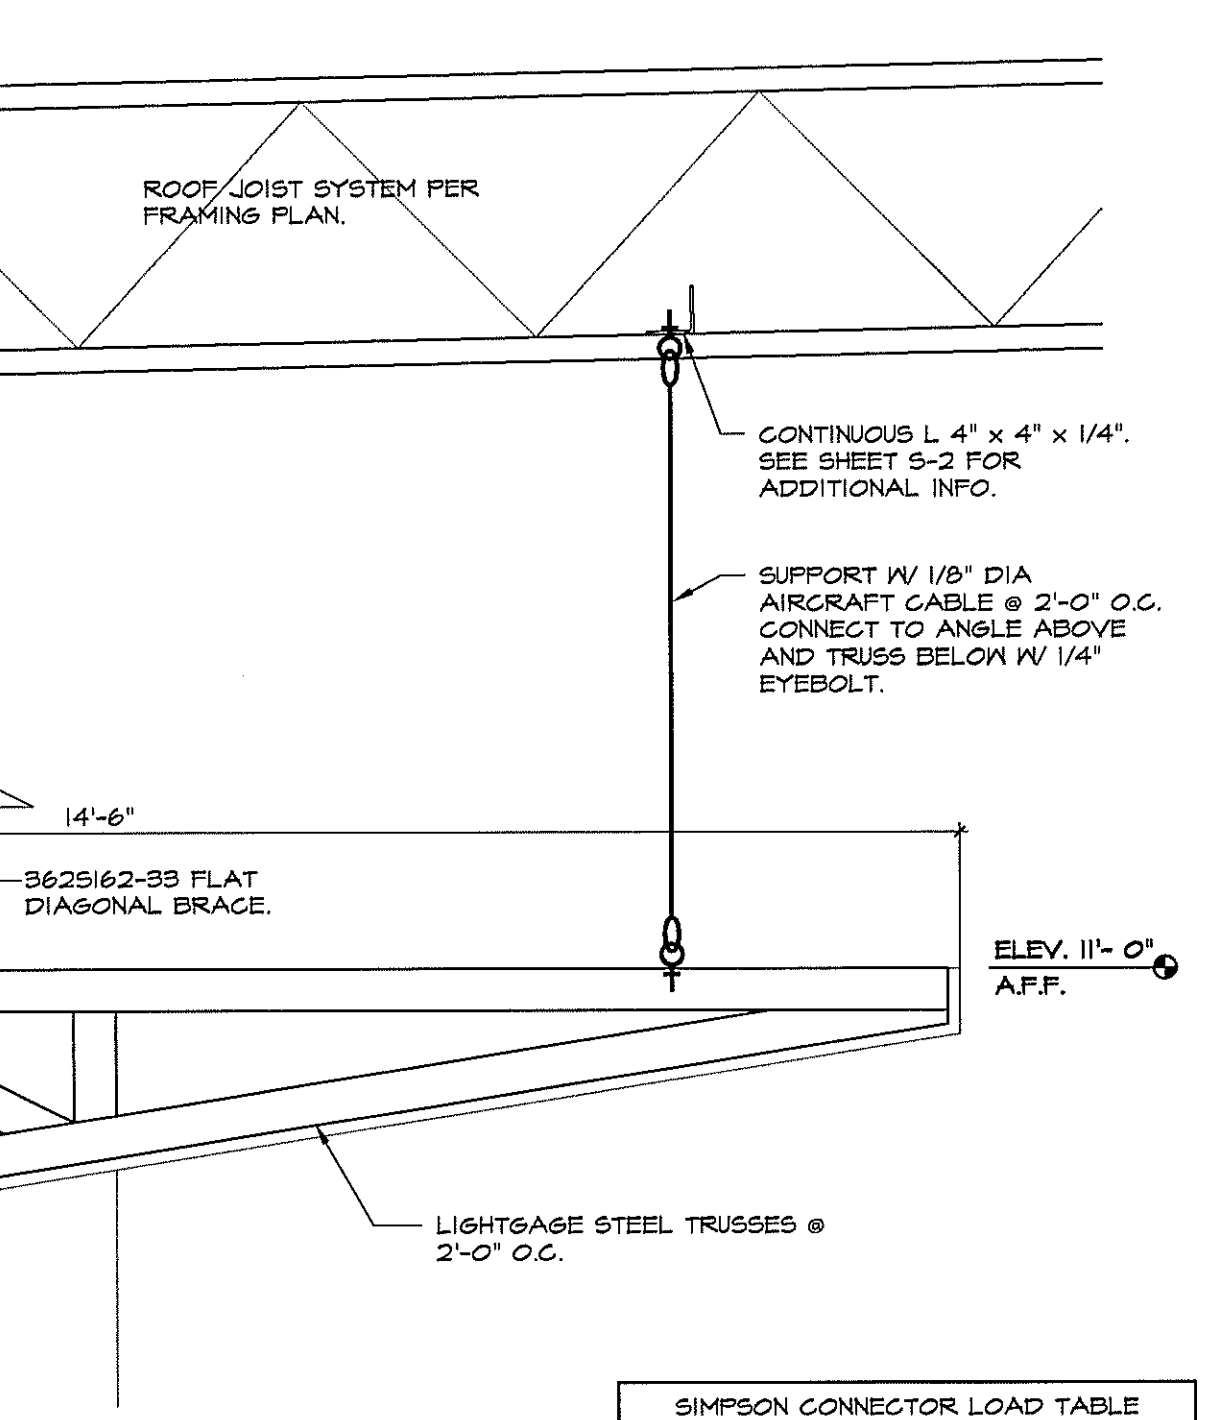 ROOF JOIST SYSTEM PER
FRAMING PLAN.
CONTINUOUS L 4" x 4" x 1/4".
SEE SHEET S-2 FOR
ADDITIONAL INFO.
SUPPORT W/ 1/8" DIA
AIRCRAFT CABLE @ 2'-0" O.C.
CONNECT TO ANGLE ABOVE
AND TRUSS BELOW W/ 1/4"
EYEBOLT.
14'-6"
362S162-33 FLAT
DIAGONAL BRACE.
ELEV. 11'- 0"
A.F.F.
LIGHTGAGE STEEL TRUSSES @
2'-0" O.C.
SIMPSON CONNECTOR LOAD TABLE